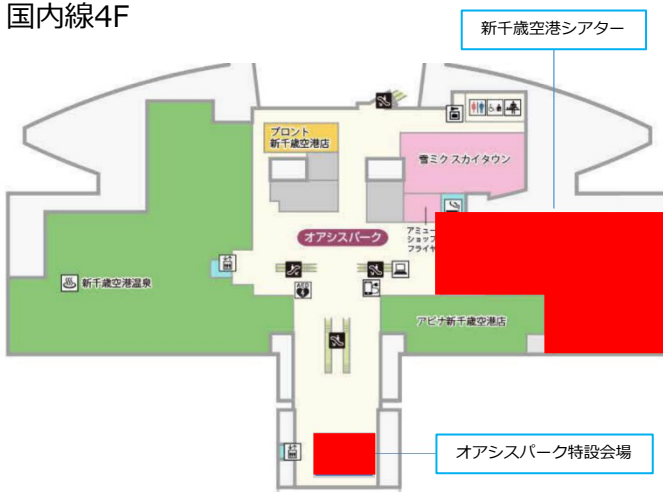 国内線4F
新千歳空港シアター
プロント
新千歳空港店
雪ミク スカイタウン
オアシスパーク
アミュー
ショップ
フライヤ
新千歳空港温泉
AED
アピナ新千歳空港店
オアシスパーク特設会場